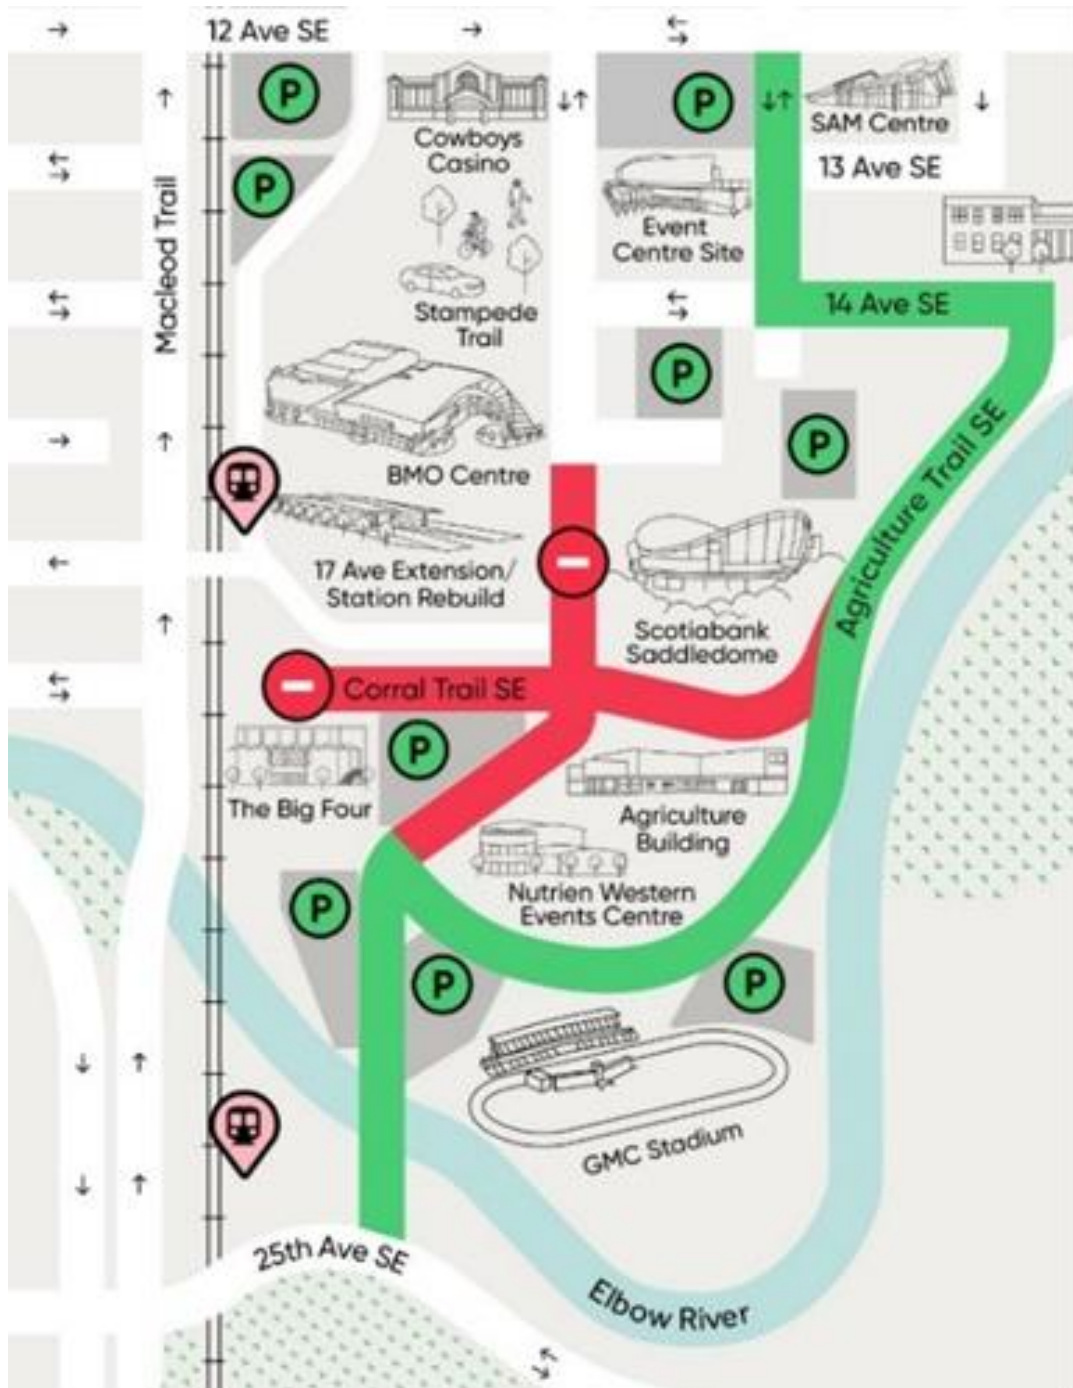 12 Ave SE
P
P
SAM Centre
Cowboys
Casino
P
13 Ave SE
Macleod Trail
Event
Centre Site
14 Ave SE
Stampede
Trail
P
P
Agriculture Trail SE
BMO Centre
17 Ave Extension/
Station Rebuild
Scotiabank
Saddledome
Corral Trail SE
P
The Big Four
Agriculture
Building
Nutrien Western
Events Centre
P
P
P
GMC Stadium
25th Ave SE
Elbow River